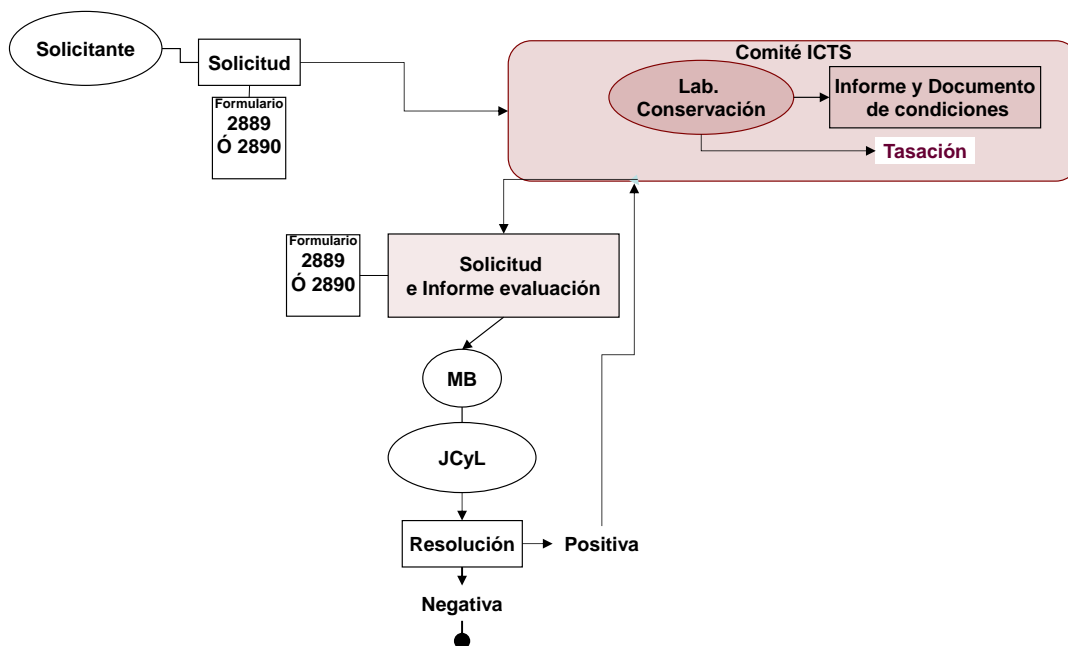 Solicitante
Solicitud
Formulario
2889
Ó 2890
Comité ICTS
Lab.
Conservación
Informe y Documento
de condiciones
Tasación
Formulario
2889
Ó 2890
Solicitud
e Informe evaluación
MB
JCyL
Resolución
Positiva
Negativa